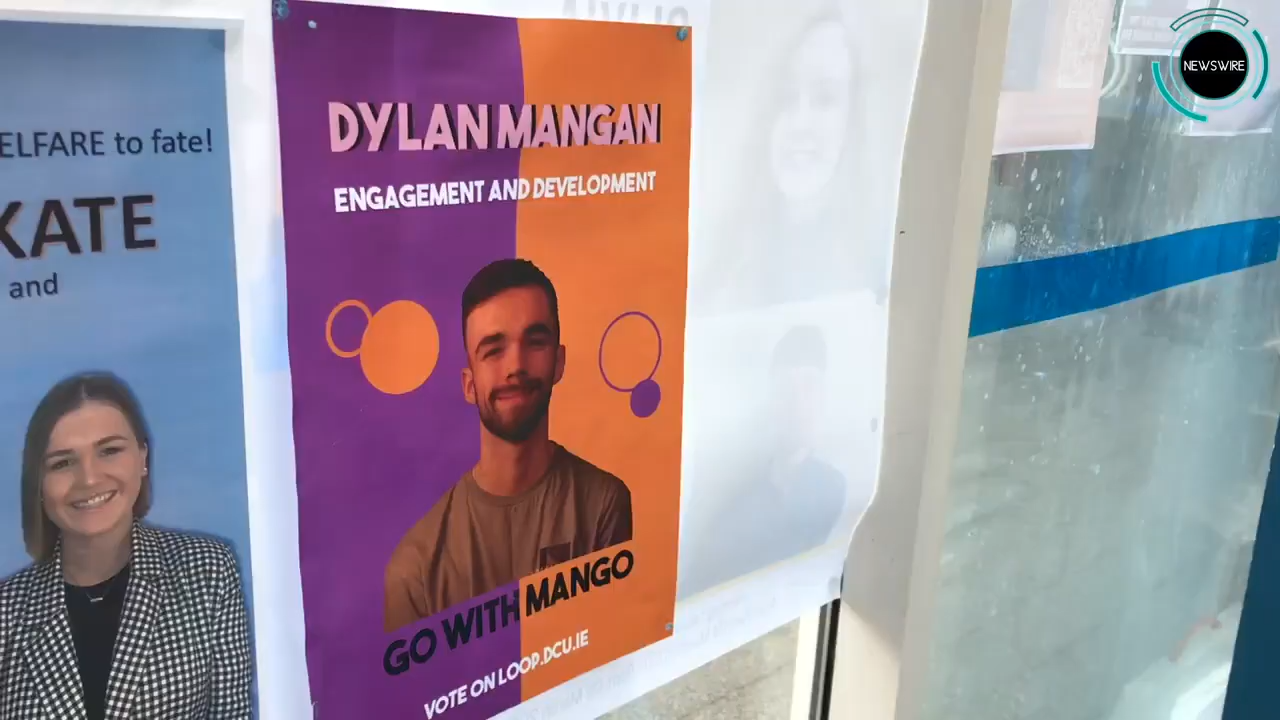 ELFARE to fate!
KATE
and
DYLAN MANGAN
ENGAGEMENT AND DEVELOPMENT
GO WITH MANGO
VOTE ON LOOP.DCU.IE
NEWSWIRE